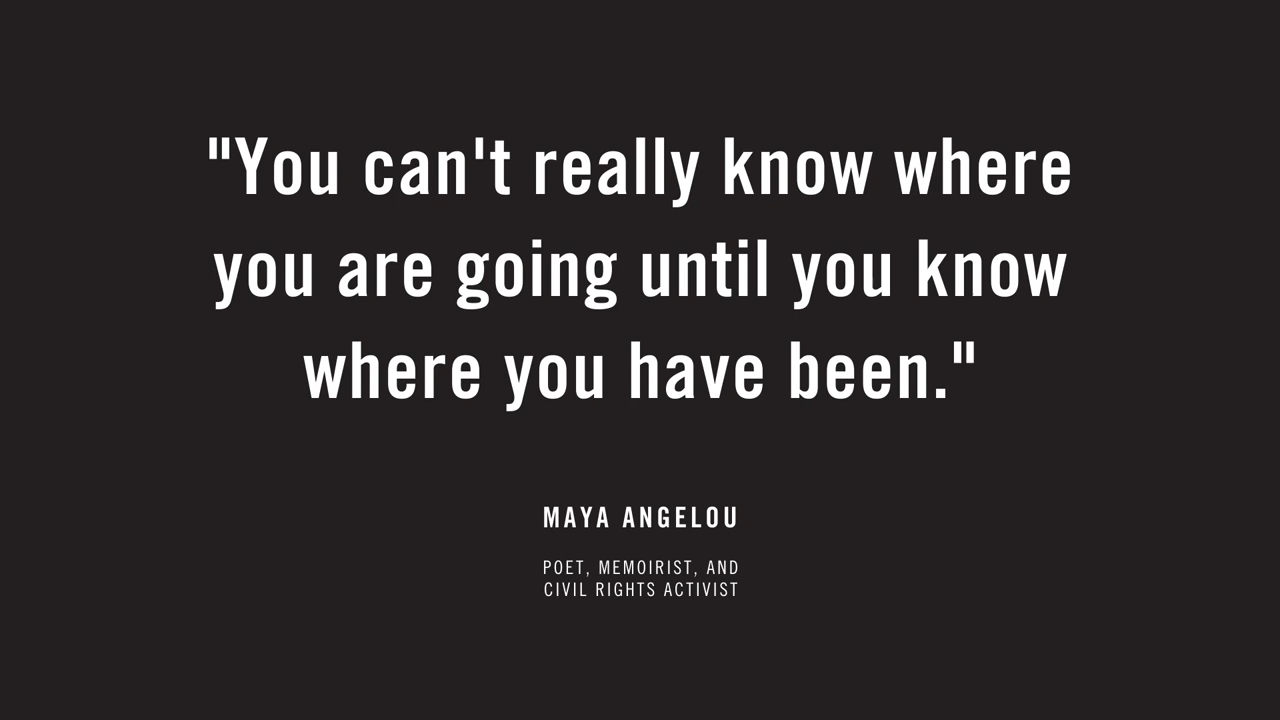 "You can't really know where
you are going until you know
where you have been."
MAYA ANGELOU
POET, MEMOIRIST, AND
CIVIL RIGHTS ACTIVIST